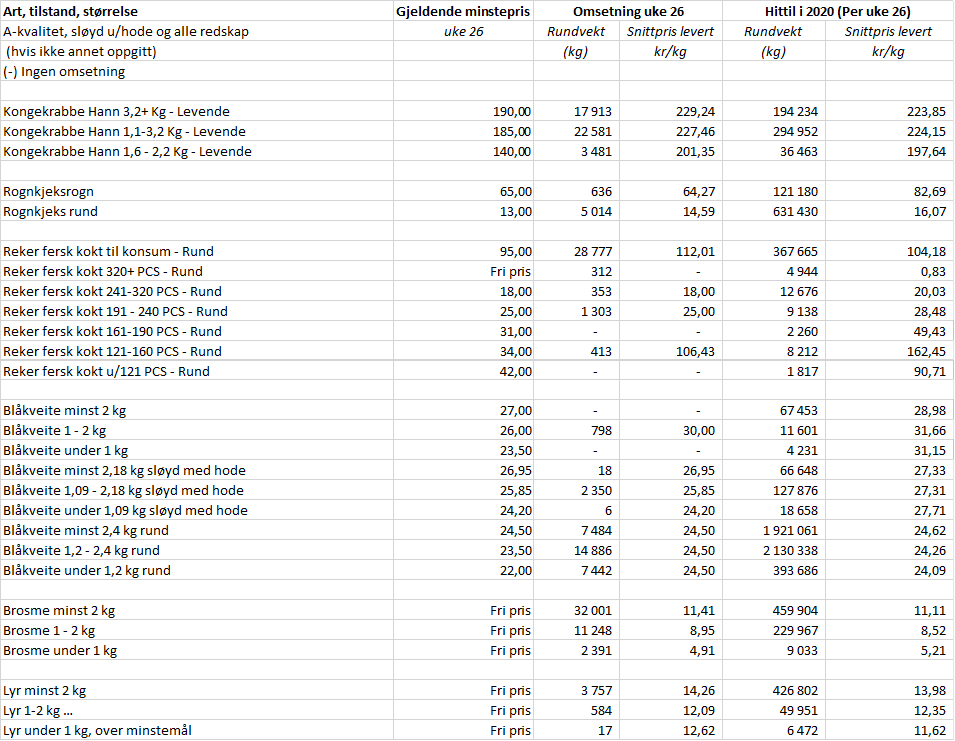 Art, tilstand, størrelse Gjeldende minstepris Omsetning uke 26 Hittil i 2020 (Per uke 26)
A-kvalitet, sløyd u/hode og alle redskap uke 26 Rundvekt Snittpris levert Rundvekt Snittpris levert
(hvis ikke annet oppgitt) (kg) kr/kg (kg) kr/kg
(-) Ingen omsetning
Kongekrabbe Hann 3,2+ Kg - Levende 190,00 17 913 229,24 194 234 223,85
Kongekrabbe Hann 1,1-3,2 Kg - Levende 185,00 22 581 227,46 294 952 224,15
Kongekrabbe Hann 1,6 - 2,2 Kg - Levende 140,00 3 481 201,35 36 463 197,64
Rognkjeksrogn 65,00 636 64,27 121 180 82,69
Rognkjeks rund 13,00 5 014 14,59 631 430 16,07
Reker fersk kokt til konsum - Rund 95,00 28 777 112,01 367 665 104,18
Reker fersk kokt 320+ PCS - Rund Fri pris 312 - 4 944 0,83
Reker fersk kokt 241-320 PCS - Rund 18,00 353 18,00 12 676 20,03
Reker fersk kokt 191 - 240 PCS - Rund 25,00 1 303 25,00 9 138 28,48
Reker fersk kokt 161-190 PCS - Rund 31,00 - - 2 260 49,43
Reker fersk kokt 121-160 PCS - Rund 34,00 413 106,43 8 212 162,45
Reker fersk kokt u/121 PCS - Rund 42,00 - - 1 817 90,71
Blåkveite minst 2 kg 27,00 - - 67 453 28,98
Blåkveite 1 - 2 kg 26,00 798 30,00 11 601 31,66
Blåkveite under 1 kg 23,50 - - 4 231 31,15
Blåkveite minst 2,18 kg sløyd med hode 26,95 18 26,95 66 648 27,33
Blåkveite 1,09 - 2,18 kg sløyd med hode 25,85 2 350 25,85 127 876 27,31
Blåkveite under 1,09 kg sløyd med hode 24,20 6 24,20 18 658 27,71
Blåkveite minst 2,4 kg rund 24,50 7 484 24,50 1 921 061 24,62
Blåkveite 1,2 - 2,4 kg rund 23,50 14 886 24,50 2 130 338 24,26
Blåkveite under 1,2 kg rund 22,00 7 442 24,50 393 686 24,09
Brosme minst 2 kg Fri pris 32 001 11,41 459 904 11,11
Brosme 1 - 2 kg Fri pris 11 248 8,95 229 967 8,52
Brosme under 1 kg Fri pris 2 391 4,91 9 033 5,21
Lyr minst 2 kg Fri pris 3 757 14,26 426 802 13,98
Lyr 1-2 kg ... Fri pris 584 12,09 49 951 12,35
Lyr under 1 kg, over minstemål Fri pris 17 12,62 6 472 11,62